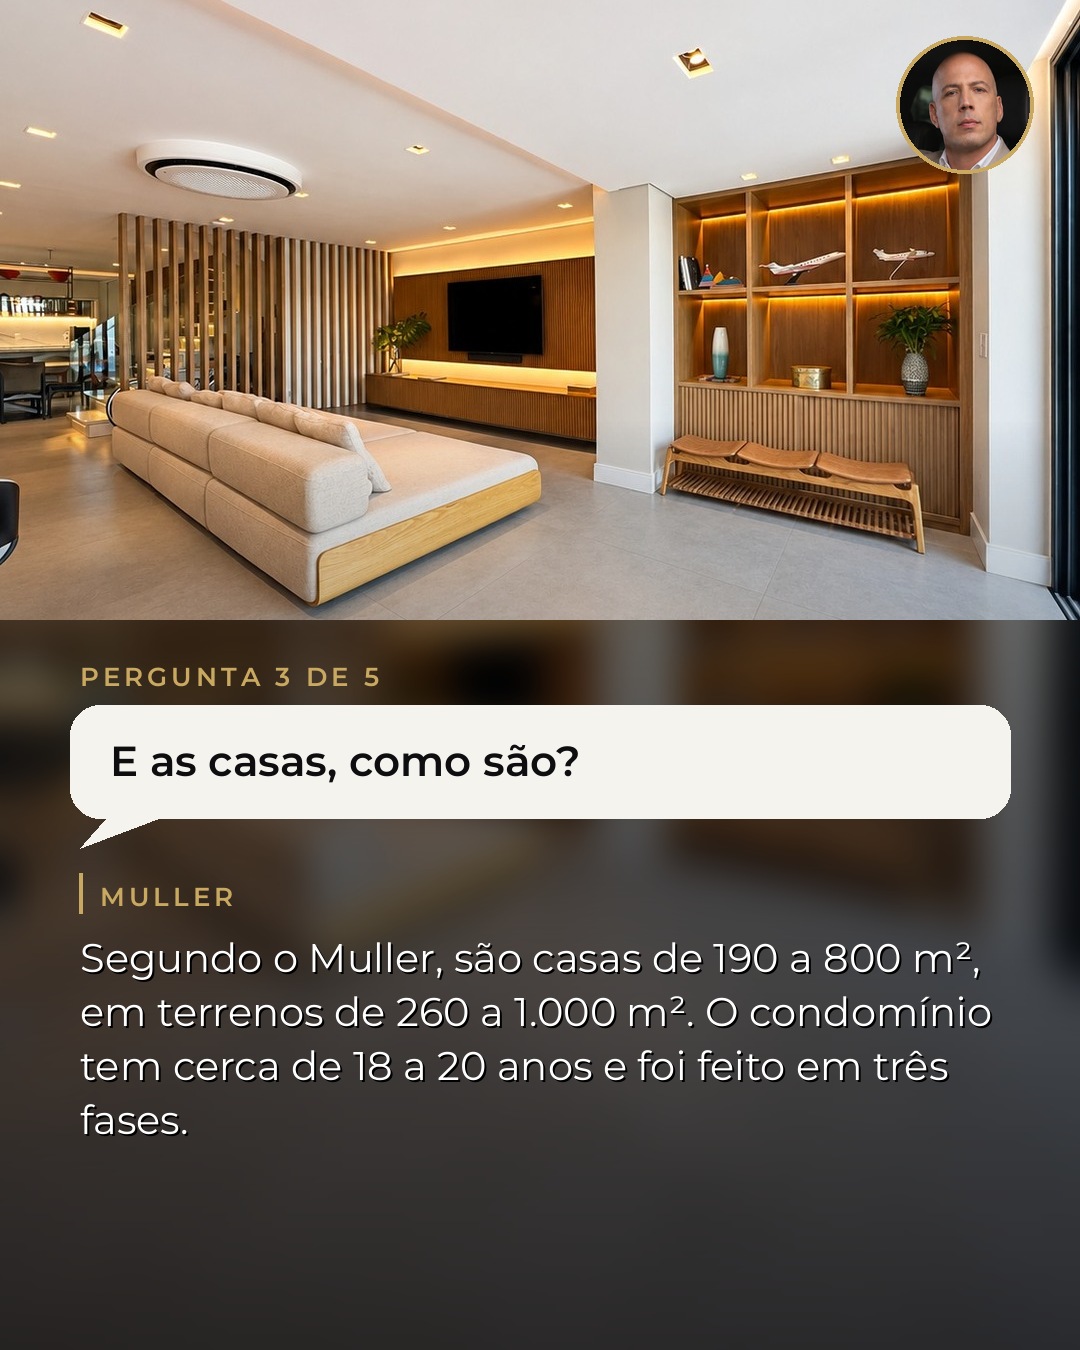 PERGUNTA 3 DE 5
E as casas, como são?
MULLER
Segundo o Muller, são casas de 190 a 800 m²,
em terrenos de 260 a 1.000 m². O condomínio
tem cerca de 18 a 20 anos e foi feito em três
fases.